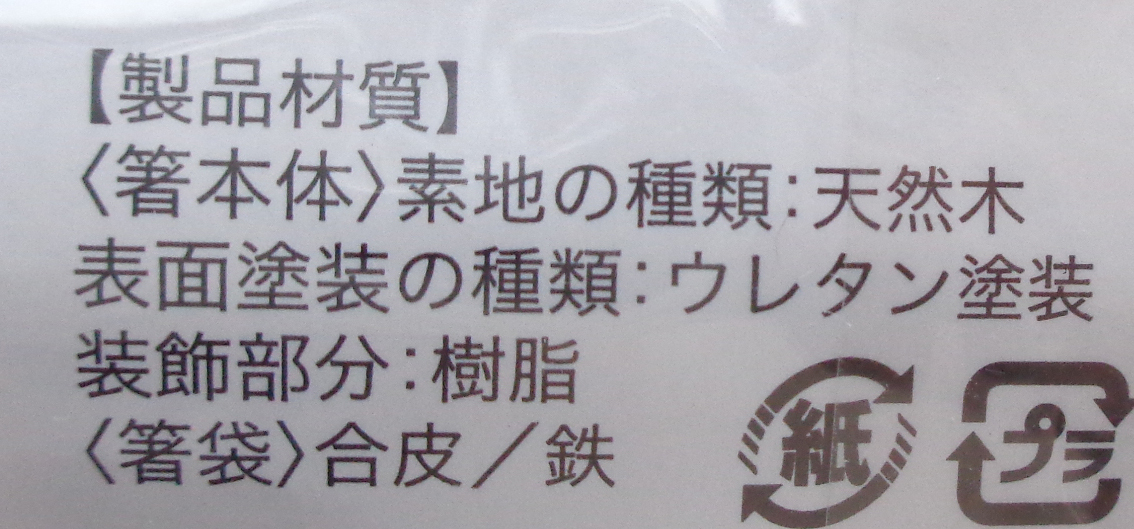 【製品材質】
〈箸本体〉素地の種類：天然木
表面塗装の種類：ウレタン塗装
装飾部分：樹脂
〈箸袋〉合皮／鉄
紙
プラ